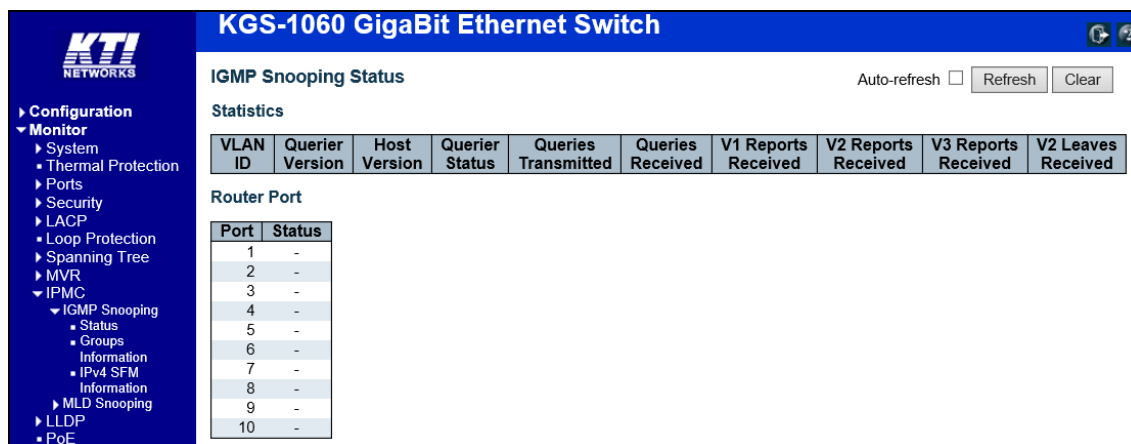 KTI
NETWORKS
Configuration
Monitor
System
Thermal Protection
Ports
Security
LACP
Loop Protection
Spanning Tree
MVR
IPMC
IGMP Snooping
Status
Groups
Information
IPv4 SFM
Information
MLD Snooping
LLDP
PoE
KGS-1060 GigaBit Ethernet Switch
IGMP Snooping Status
Auto-refresh Refresh Clear
Statistics
VLAN ID Querier Version Host Version Querier Status Queries Transmitted Queries Received V1 Reports Received V2 Reports Received V3 Reports Received V2 Leaves Received
Router Port
Port Status
1 -
2 -
3 -
4 -
5 -
6 -
7 -
8 -
9 -
10 -